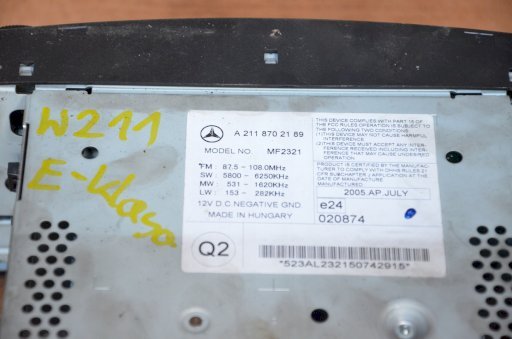 W211
E-klasa
A 211 870 21 89
MODEL NO. MF2321
FM : 87.5 - 108.0MHz
SW : 5800 - 6250KHz
MW : 531 - 1620KHz
LW : 153 - 282KHz
12V D.C.NEGATIVE GND
MADE IN HUNGARY
THIS DEVICE COMPLIES WITH PART 15 OF
THE FCC RULES OPERATION IS SUBJECT TO
THE FOLLOWING TWO CONDITIONS
(1)THIS DEVICE MAY NOT CAUSE HARMFUL
INTERFERENCE
(2)THIS DEVICE MUST ACCEPT ANY INTER-
FERENCE RECEIVED INCLUDING INTERFE-
RENCE THAT MAY CAUSE UNDESIRED
OPERATION
PRODUCT IS CERTIFIED BY THE MANUFAC-
TURER TO COMPLY WITH DHHS RULES 21
CFR SUBCHAPTER J APPLICABLE AT THE
DATE OF MANUFACTURE
MANUFACTURED
2005.AP.JULY
e24
020874
Q2
*523AL232150742915*